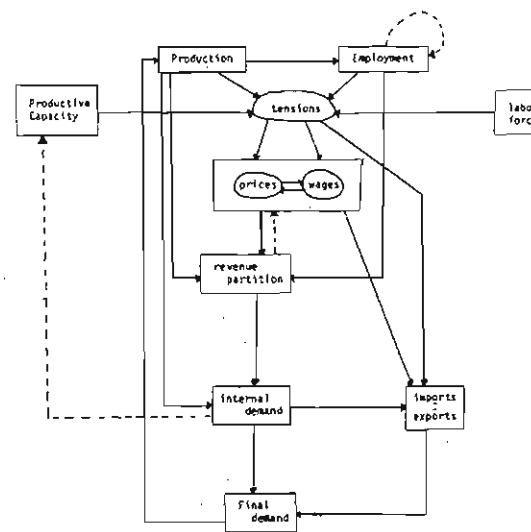 Production
Employment
Productive
Capacity
tensions
labo
forc
prices
wages
revenue
partition
internal
demand
imports
exports
Final
demand